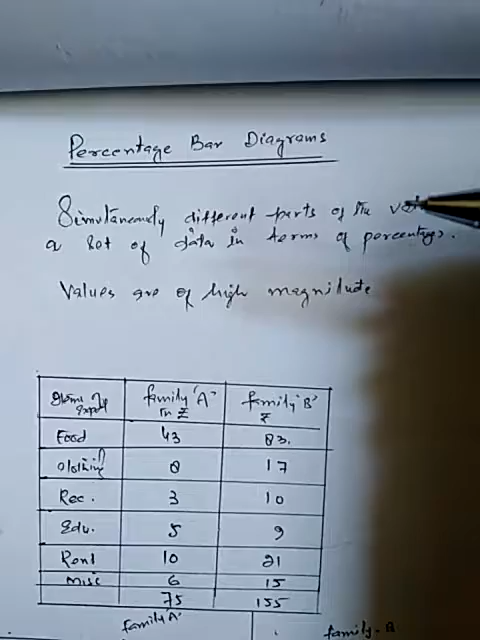 Percentage Bar Diagrams
Simultaneously different parts of the
a set of data in terms of percentages.
Values are of high magnitude
Items of Expd family 'A' in ₹ family 'B' ₹
Food 43 83.
Clothing 8 17
Rec. 3 10
Edu. 5 9
Rent 10 21
misc 6 15
75 155
family 'A'
family - B